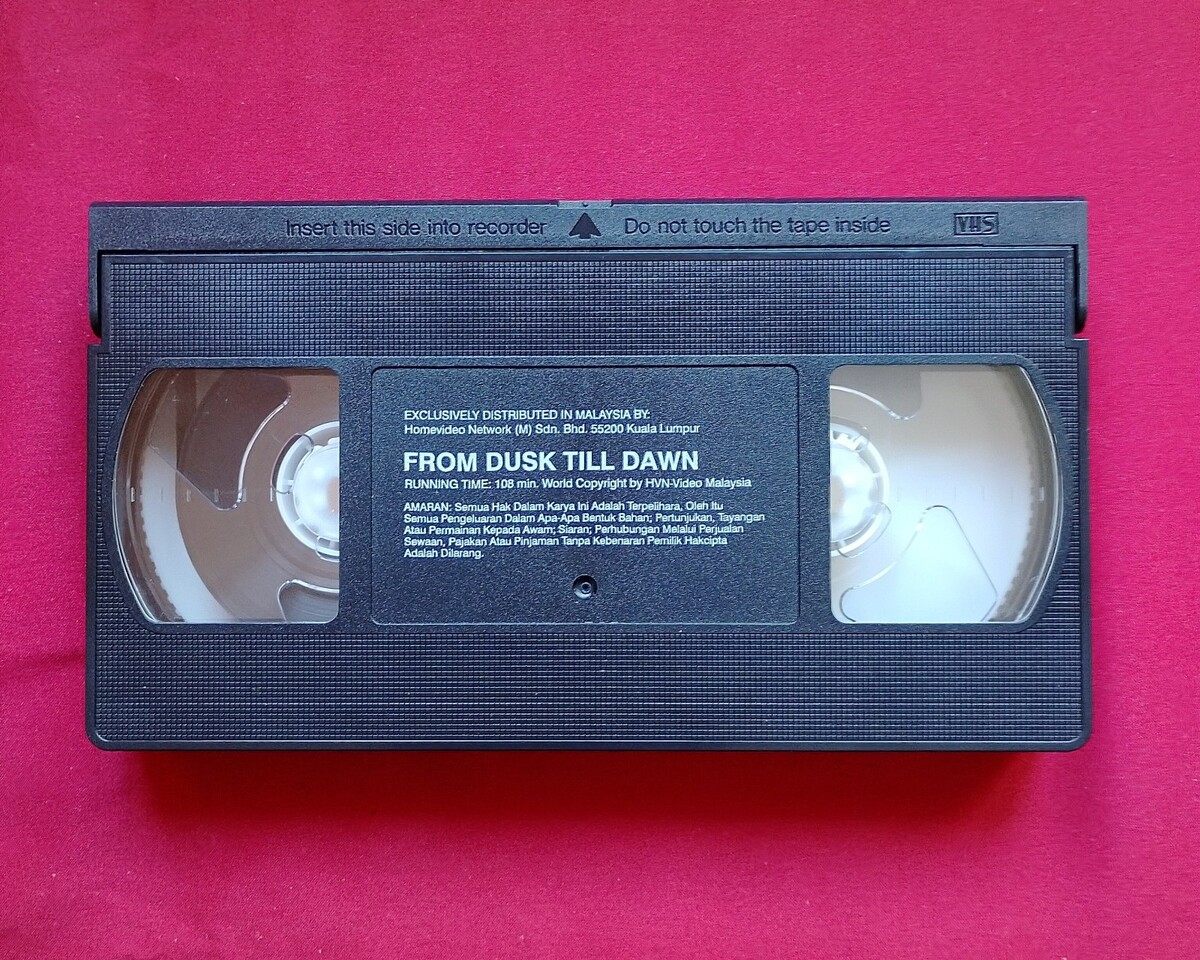 Insert this side into recorder Do not touch the tape inside VHS
EXCLUSIVELY DISTRIBUTED IN MALAYSIA BY:
Homevideo Network (M) Sdn. Bhd. 55200 Kuala Lumpur
FROM DUSK TILL DAWN
RUNNING TIME: 108 min. World Copyright by HVN-Video Malaysia
AMARAN: Semua Hak Dalam Karya Ini Adalah Terpelihara, Oleh Itu
Semua Pengeluaran Dalam Apa-Apa Bentuk Bahan; Pertunjukan, Tayangan
Atau Permainan Kepada Awam; Siaran; Perhubungan Melalui Perjualan
Sewaan, Pajakan Atau Pinjaman Tanpa Kebenaran Pemilik Hakcipta
Adalah Dilarang.